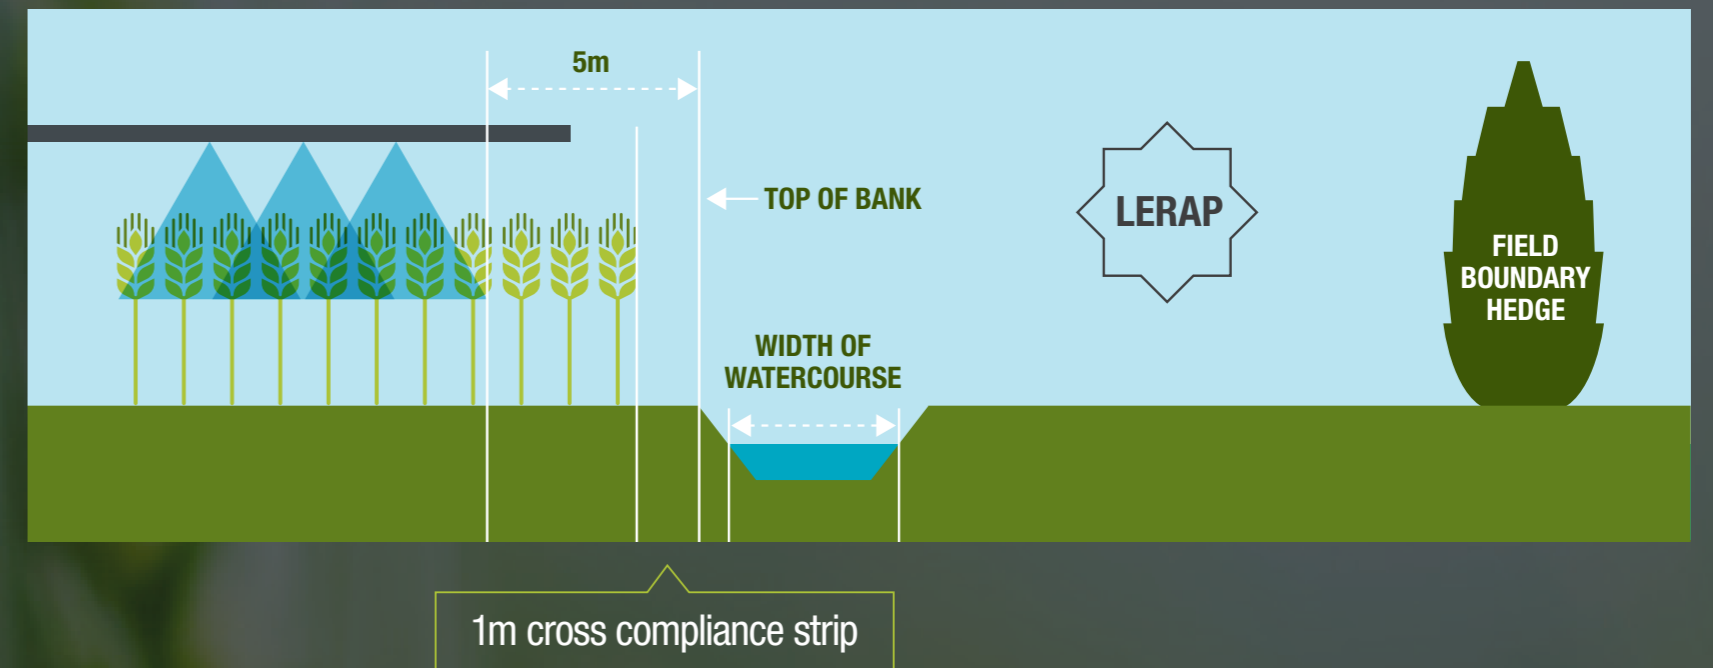 5m
TOP OF BANK
LERAP
FIELD
BOUNDARY
HEDGE
WIDTH OF
WATERCOURSE
1m cross compliance strip